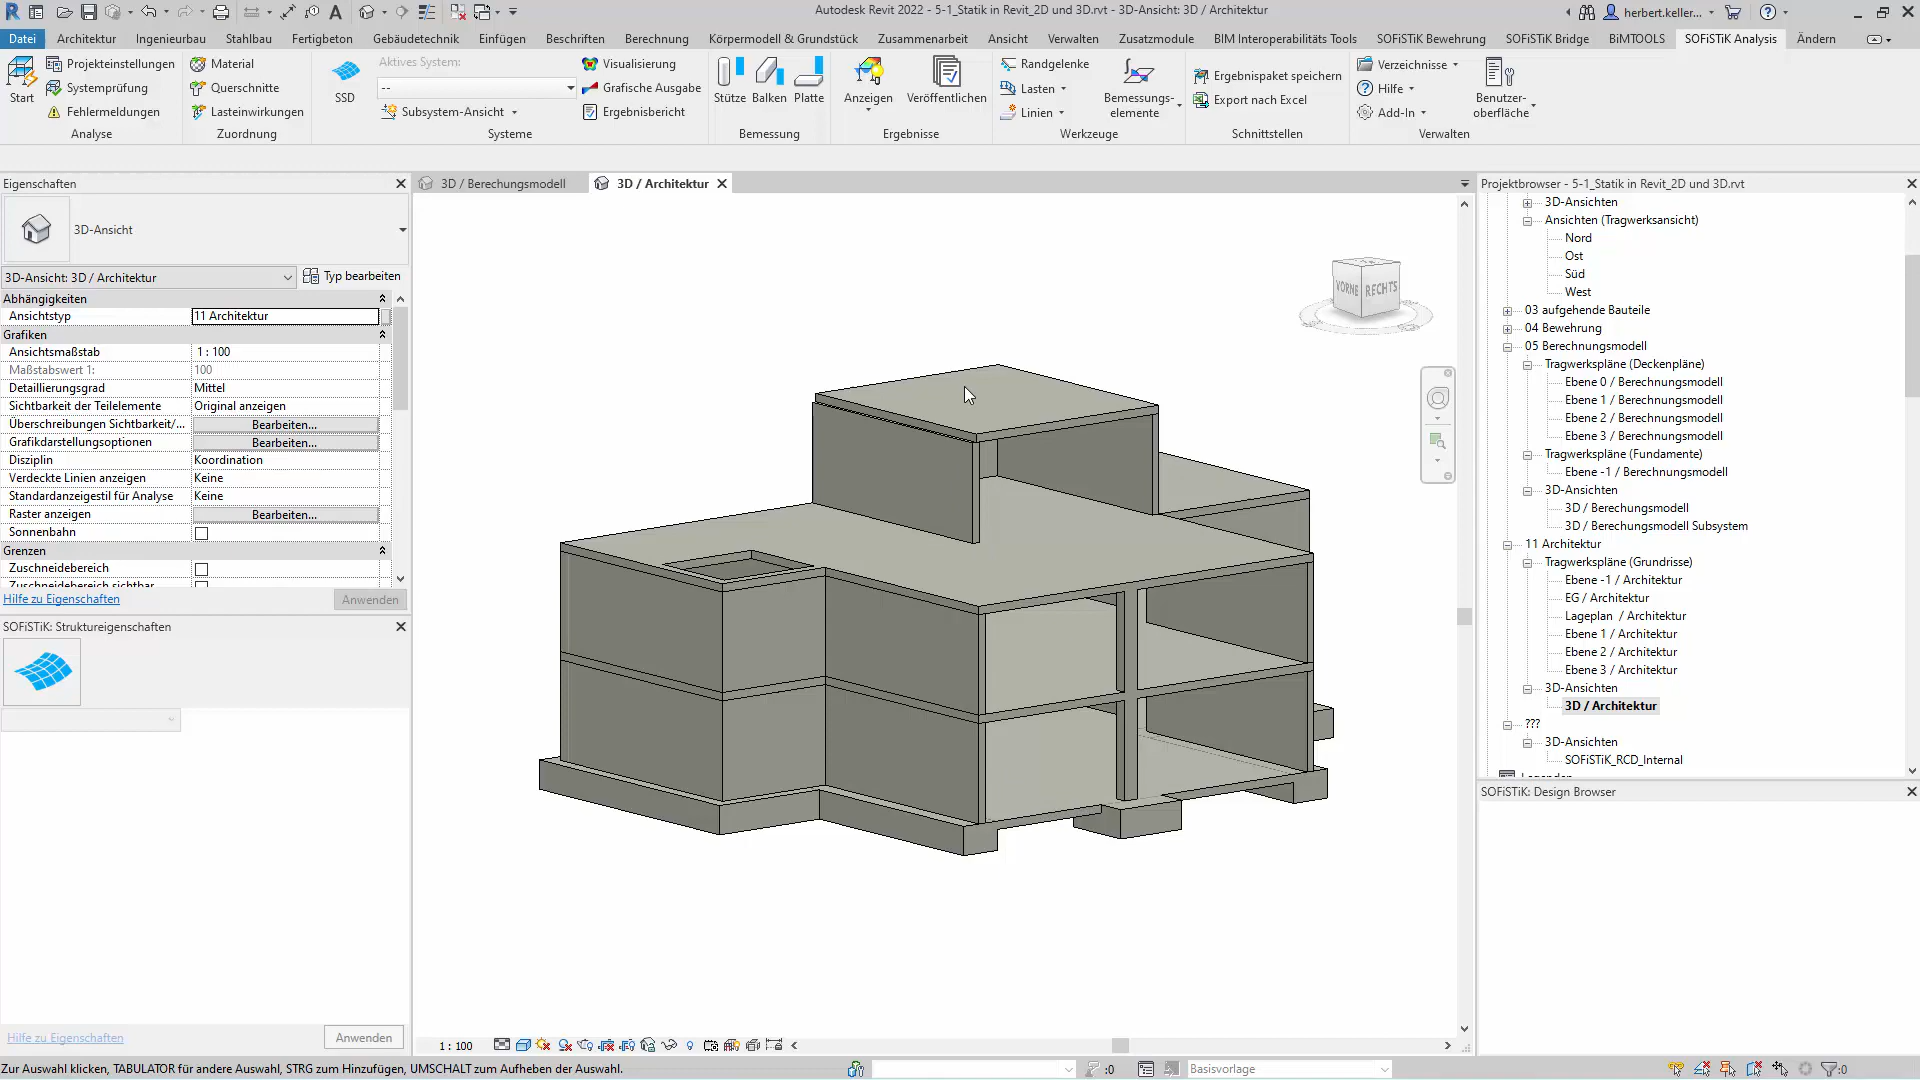 Autodesk Revit 2022 - 5-1_Statik in Revit_2D und 3D.rvt - 3D-Ansicht: 3D / Architektur
herbert.keller...
Datei Architektur Ingenieurbau Stahlbau Fertigbeton Gebäudetechnik Einfügen Beschriften Berechnung Körpermodell & Grundstück Zusammenarbeit Ansicht Verwalten Zusatzmodule BIM Interoperabilitäts Tools SOFiSTiK Bewehrung SOFiSTiK Bridge BiMTOOLS SOFiSTiK Analysis Ändern
Start
Projekteinstellungen
Systemprüfung
Fehlermeldungen
Analyse
Material
Querschnitte
Lasteinwirkungen
Zuordnung
SSD
Aktives System:
--
Subsystem-Ansicht
Visualisierung
Grafische Ausgabe
Ergebnisbericht
Systeme
Stütze Balken Platte
Bemessung
Anzeigen Veröffentlichen
Ergebnisse
Randgelenke
Lasten
Linien
Bemessungs-
elemente
Werkzeuge
Ergebnispaket speichern
Export nach Excel
Schnittstellen
Verzeichnisse
Hilfe
Add-In
Benutzer-
oberfläche
Verwalten
Eigenschaften
3D-Ansicht
3D-Ansicht: 3D / Architektur
Typ bearbeiten
Abhängigkeiten
Ansichtstyp 11 Architektur
Grafiken
Ansichtsmaßstab 1 : 100
Maßstabswert 1: 100
Detaillierungsgrad Mittel
Sichtbarkeit der Teilelemente Original anzeigen
Überschreibungen Sichtbarkeit/... Bearbeiten...
Grafikdarstellungsoptionen Bearbeiten...
Disziplin Koordination
Verdeckte Linien anzeigen Keine
Standardanzeigestil für Analyse Keine
Raster anzeigen Bearbeiten...
Sonnenbahn
Grenzen
Zuschneidebereich
Zuschneidebereich sichtbar
Hilfe zu Eigenschaften
Anwenden
SOFiSTiK: Struktureigenschaften
Hilfe zu Eigenschaften
Anwenden
3D / Berechungsmodell
3D / Architektur
VORNE
RECHTS
1 : 100
Projektbrowser - 5-1_Statik in Revit_2D und 3D.rvt
3D-Ansichten
Ansichten (Tragwerksansicht)
Nord
Ost
Süd
West
03 aufgehende Bauteile
04 Bewehrung
05 Berechnungsmodell
Tragwerkspläne (Deckenpläne)
Ebene 0 / Berechnungsmodell
Ebene 1 / Berechnungsmodell
Ebene 2 / Berechnungsmodell
Ebene 3 / Berechnungsmodell
Tragwerkspläne (Fundamente)
Ebene -1 / Berechnungsmodell
3D-Ansichten
3D / Berechungsmodell
3D / Berechungsmodell Subsystem
11 Architektur
Tragwerkspläne (Grundrisse)
Ebene -1 / Architektur
EG / Architektur
Lageplan / Architektur
Ebene 1 / Architektur
Ebene 2 / Architektur
Ebene 3 / Architektur
3D-Ansichten
3D / Architektur
???
3D-Ansichten
SOFiSTiK_RCD_Internal
SOFiSTiK: Design Browser
Zur Auswahl klicken, TABULATOR für andere Auswahl, STRG zum Hinzufügen, UMSCHALT zum Aufheben der Auswahl.
:0
Basisvorlage
:0